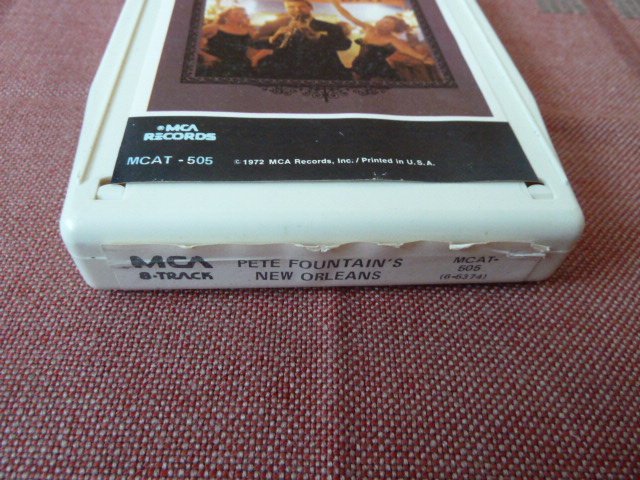 MCA
RECORDS
MCAT - 505
©1972 MCA Records, Inc. / Printed in U.S.A.
MCA
8-TRACK
PETE FOUNTAIN'S
NEW ORLEANS
MCAT-
505
(6-6374)